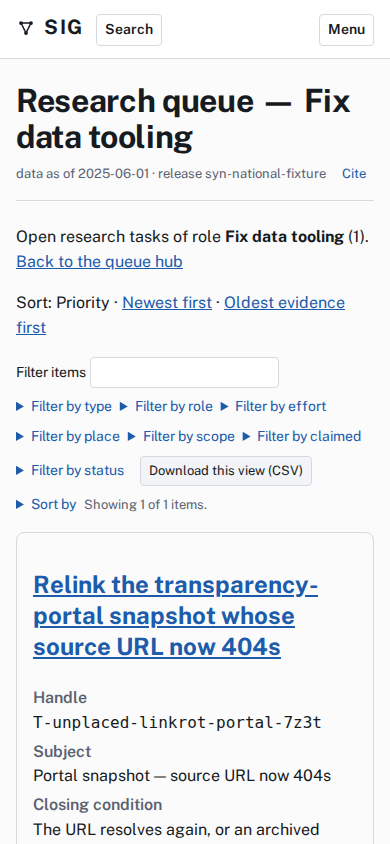 SIG Search Menu
Research queue — Fix
data tooling
data as of 2025-06-01 · release syn-national-fixture Cite
Open research tasks of role Fix data tooling (1).
Back to the queue hub
Sort: Priority · Newest first · Oldest evidence
first
Filter items
▶ Filter by type ▶ Filter by role ▶ Filter by effort
▶ Filter by place ▶ Filter by scope ▶ Filter by claimed
▶ Filter by status Download this view (CSV)
▶ Sort by Showing 1 of 1 items.
Relink the transparency-
portal snapshot whose
source URL now 404s
Handle
T-unplaced-linkrot-portal-7z3t
Subject
Portal snapshot — source URL now 404s
Closing condition
The URL resolves again, or an archived